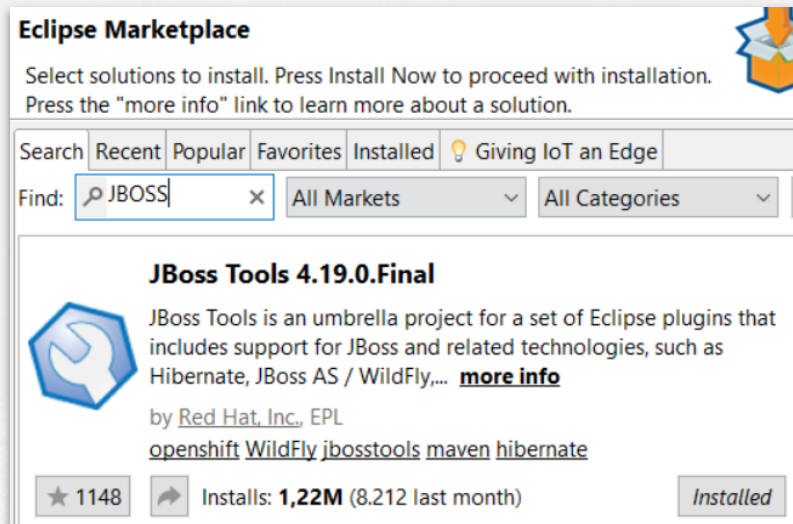 Eclipse Marketplace
Select solutions to install. Press Install Now to proceed with installation.
Press the "more info" link to learn more about a solution.
Search Recent Popular Favorites Installed Giving IoT an Edge
Find: JBOSS All Markets All Categories
JBoss Tools 4.19.0.Final
JBoss Tools is an umbrella project for a set of Eclipse plugins that
includes support for JBoss and related technologies, such as
Hibernate, JBoss AS / WildFly,... more info
by Red Hat, Inc., EPL
openshift WildFly jbosstools maven hibernate
1148 Installs: 1,22M (8.212 last month) Installed